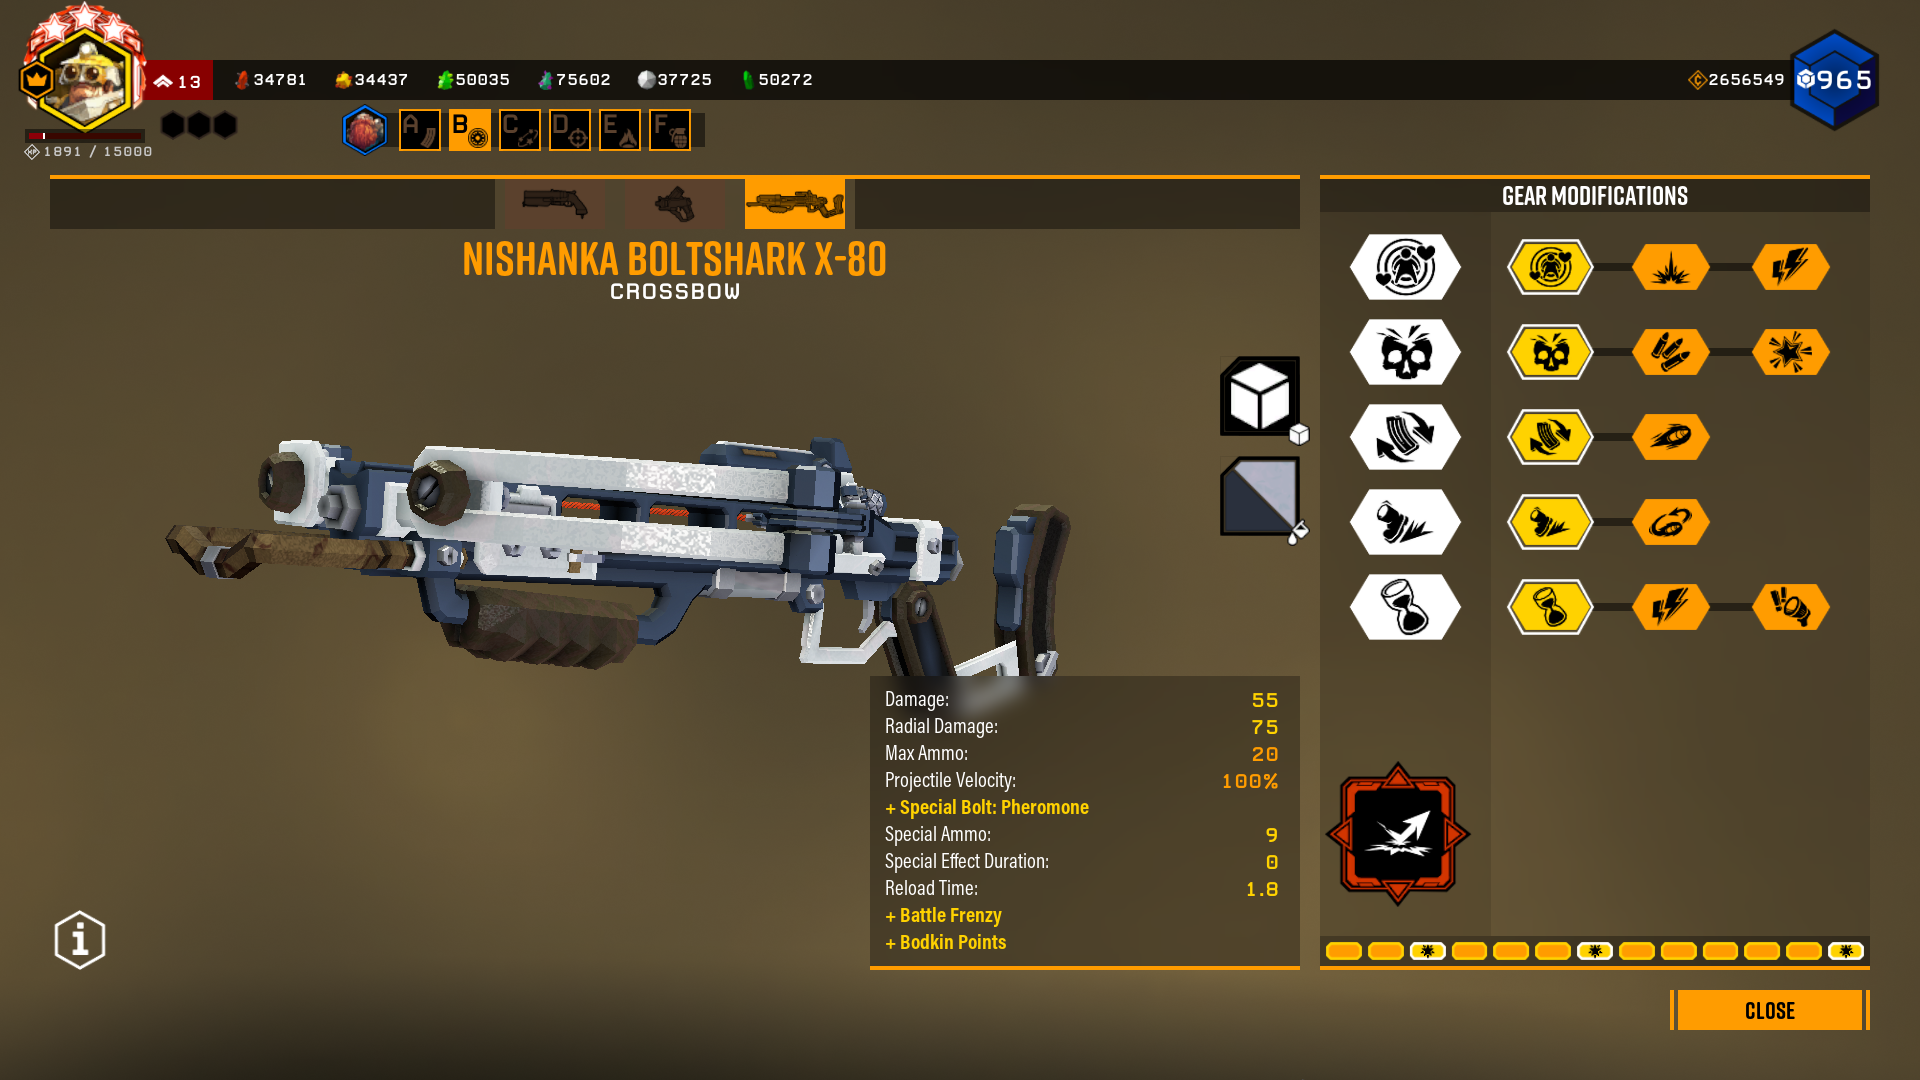 13
34781
34437
50035
75602
37725
50272
2656549
965
1891 / 15000
A
B
C
D
E
F
GEAR MODIFICATIONS
NISHANKA BOLTSHARK X-80
CROSSBOW
Damage: 55
Radial Damage: 75
Max Ammo: 20
Projectile Velocity: 100%
+ Special Bolt: Pheromone
Special Ammo: 9
Special Effect Duration: 0
Reload Time: 1.8
+ Battle Frenzy
+ Bodkin Points
CLOSE